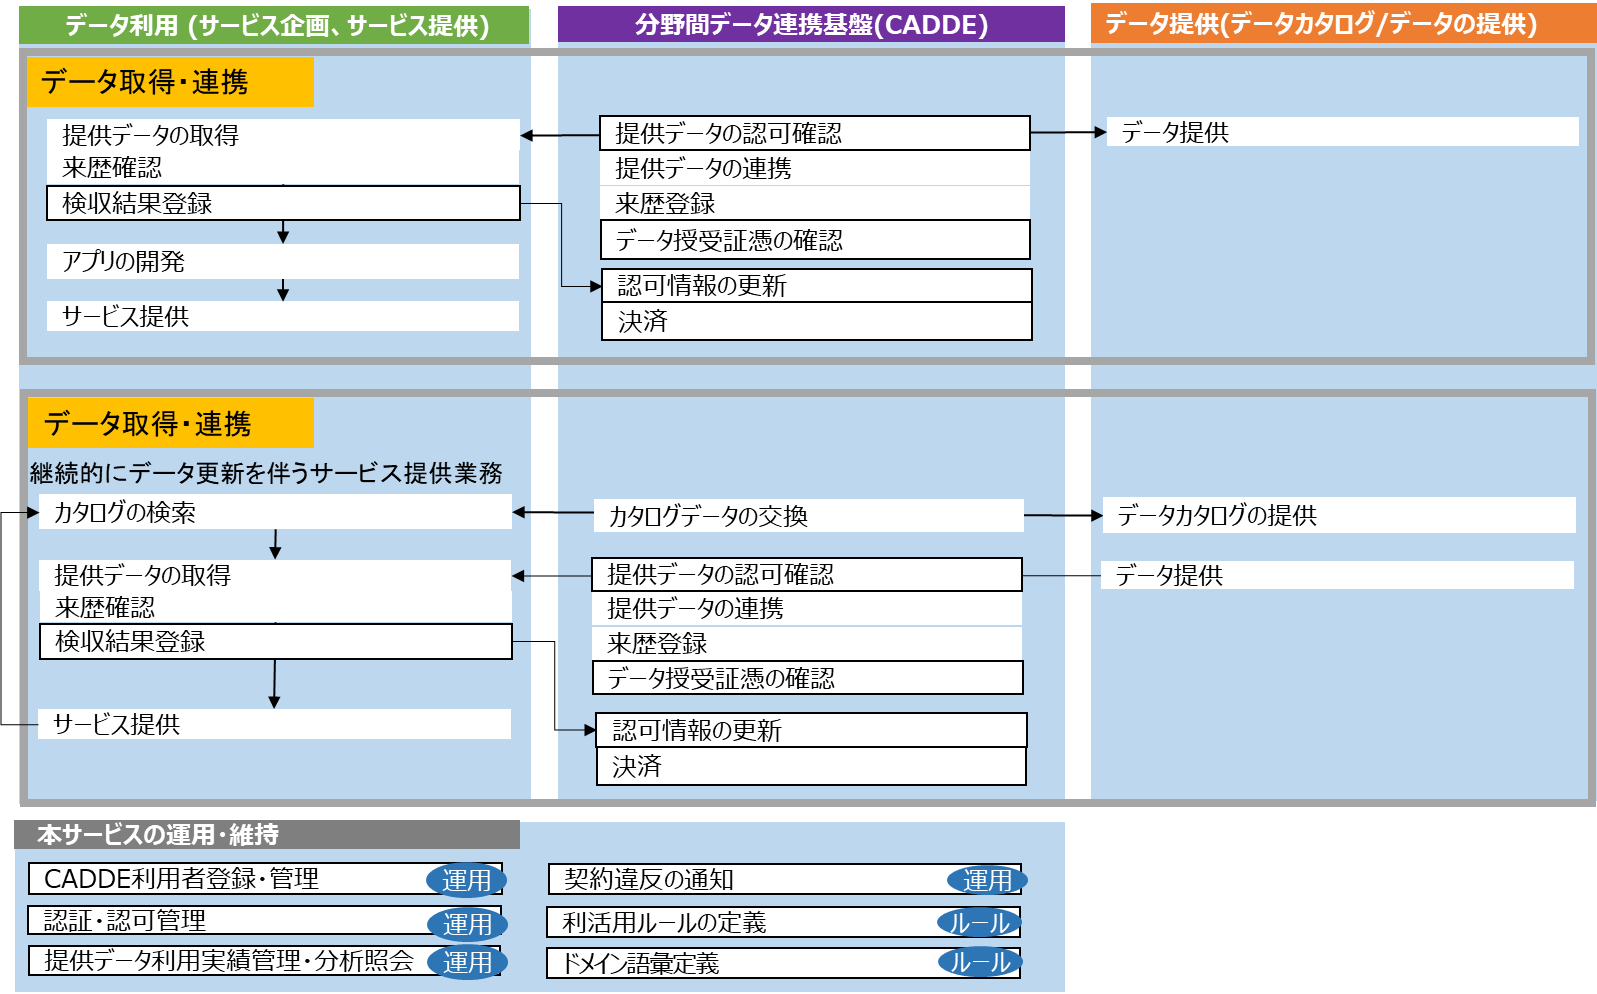 データ利用 (サービス企画、サービス提供)
分野間データ連携基盤(CADDE)
データ提供(データカタログ/データの提供)
データ取得・連携
提供データの取得
来歴確認
検収結果登録
アプリの開発
サービス提供
提供データの認可確認
提供データの連携
来歴登録
データ授受証憑の確認
認可情報の更新
決済
データ提供
データ取得・連携
継続的にデータ更新を伴うサービス提供業務
カタログの検索
提供データの取得
来歴確認
検収結果登録
サービス提供
カタログデータの交換
提供データの認可確認
提供データの連携
来歴登録
データ授受証憑の確認
認可情報の更新
決済
データカタログの提供
データ提供
本サービスの運用・維持
CADDE利用者登録・管理 運用
認証・認可管理 運用
提供データ利用実績管理・分析照会 運用
契約違反の通知 運用
利活用ルールの定義 ルール
ドメイン語彙定義 ルール